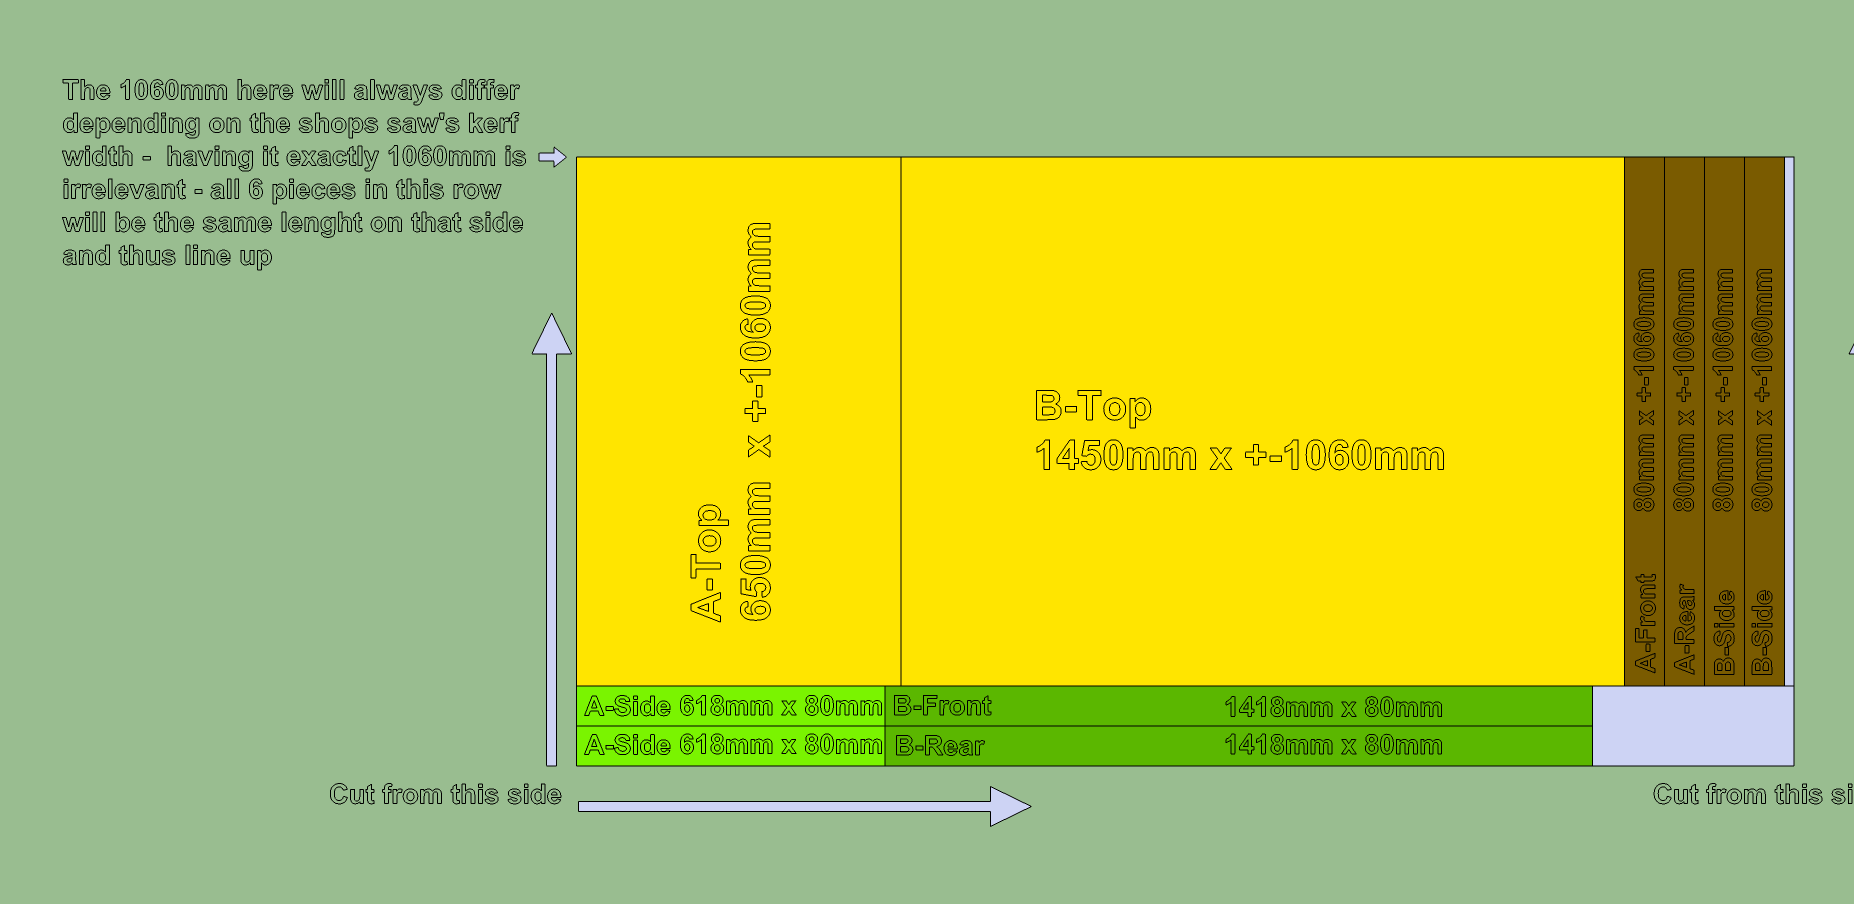 The 1060mm here will always differ
depending on the shops saw's kerf
width -  having it exactly 1060mm is
irrelevant - all 6 pieces in this row
will be the same lenght on that side
and thus line up
A-Top
650mm  x +-1060mm
B-Top
1450mm x +-1060mm
A-Front 80mm x +-1060mm
A-Rear 80mm x +-1060mm
B-Side 80mm x +-1060mm
B-Side 80mm x +-1060mm
A-Side 618mm x 80mm
B-Front 1418mm x 80mm
A-Side 618mm x 80mm
B-Rear 1418mm x 80mm
Cut from this side
Cut from this si